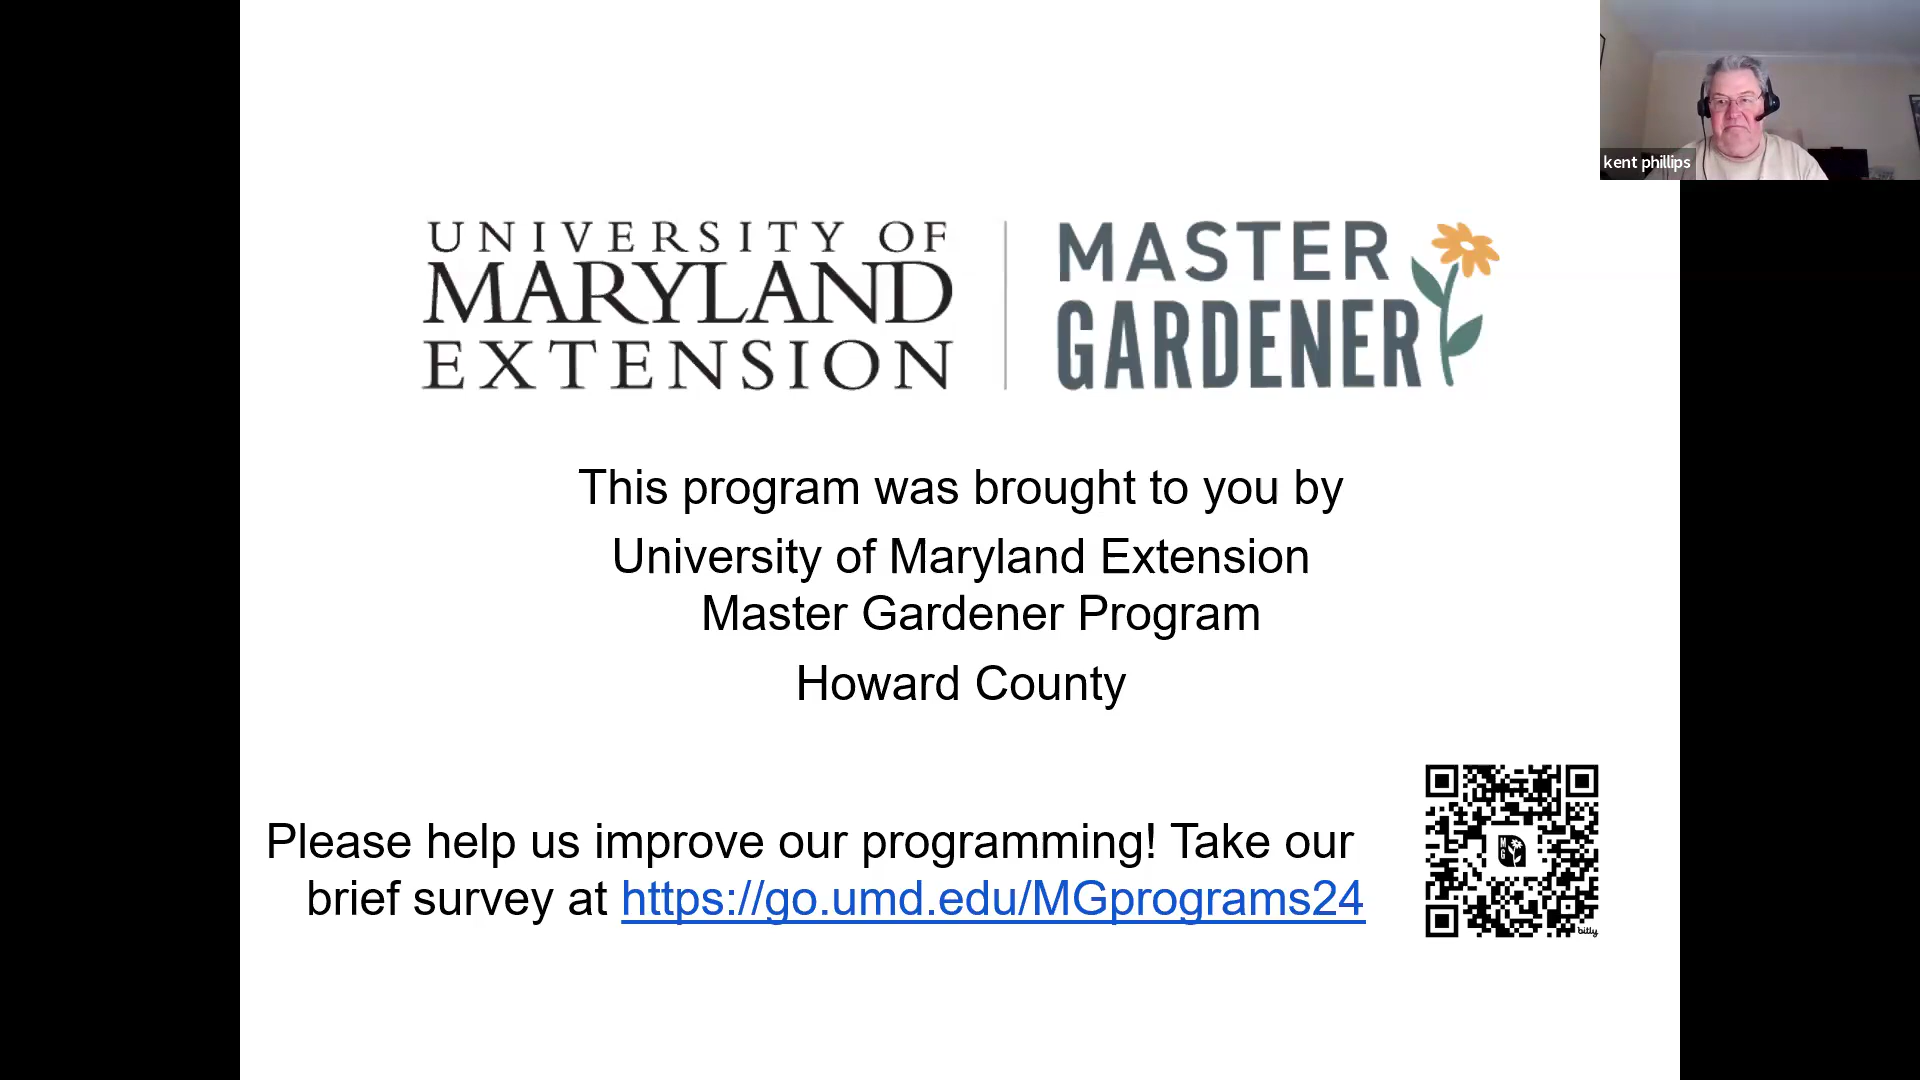 kent phillips
UNIVERSITY OF
MARYLAND
EXTENSION
MASTER
GARDENER
This program was brought to you by
University of Maryland Extension
Master Gardener Program
Howard County
Please help us improve our programming! Take our
brief survey at https://go.umd.edu/MGprograms24
MG
bitly